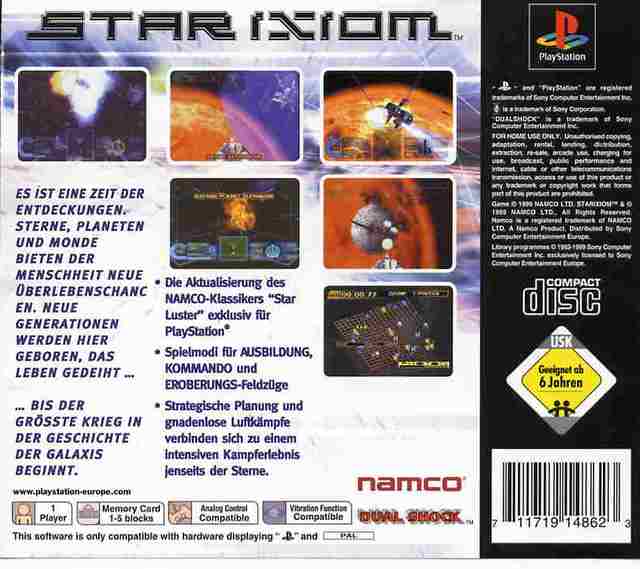 STAR IXIOM™
ES IST EINE ZEIT DER
ENTDECKUNGEN.
STERNE, PLANETEN
UND MONDE
BIETEN DER
MENSCHHEIT NEUE
ÜBERLEBENSCHANC
EN. NEUE
GENERATIONEN
WERDEN HIER
GEBOREN, DAS
LEBEN GEDEIHT ...
... BIS DER
GRÖSSTE KRIEG IN
DER GESCHICHTE
DER GALAXIS
BEGINNT.
• Die Aktualisierung des
NAMCO-Klassikers "Star
Luster" exklusiv für
PlayStation®
• Spielmodi für AUSBILDUNG,
KOMMANDO und
EROBERUNGS-Feldzüge
• Strategische Planung und
gnadenlose Luftkämpfe
verbinden sich zu einem
intensiven Kampferlebnis
jenseits der Sterne.
www.playstation-europe.com
namco®
DUAL SHOCK™
1
Player
Memory Card
1-5 blocks
Analog Control
Compatible
Vibration Function
Compatible
This software is only compatible with hardware displaying " " and PAL
PlayStation
" " and "PlayStation" are registered
trademarks of Sony Computer Entertainment Inc.
is a trademark of Sony Corporation.
"DUALSHOCK" is a trademark of Sony
Computer Entertainment Inc.
FOR HOME USE ONLY. Unauthorised copying,
adaptation, rental, lending, distribution,
extraction, re-sale, arcade use, charging for
use, broadcast, public performance and
internet, cable or other telecommunications
transmission, access or use of this product or
any trademark or copyright work that forms
part of this product are prohibited.
Game © 1999 NAMCO LTD. STARIXIOM™ & ©
1999 NAMCO LTD., All Rights Reserved.
Namco is a registered trademark of NAMCO
LTD. A Namco Product, Distributed by Sony
Computer Entertainment Europe.
Library programmes © 1993-1999 Sony Computer
Entertainment Inc. exclusively licensed to Sony
Computer Entertainment Europe.
COMPACT
disc
USK
Geeignet ab
6 Jahren
7 11719 14862 3